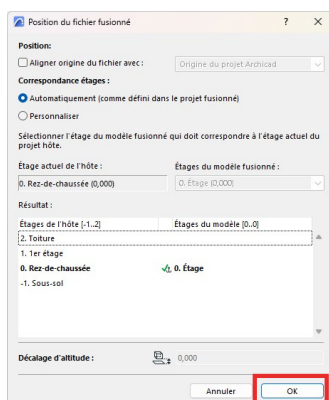 Position du fichier fusionné ? ×
Position:
Aligner origine du fichier avec : Origine du projet Archicad
Correspondance étages :
Automatiquement (comme défini dans le projet fusionné)
Personnaliser
Sélectionner l'étage du modèle fusionné qui doit correspondre à l'étage actuel du
projet hôte.
Étage actuel de l'hôte : Étages du modèle fusionné :
0. Rez-de-chaussée (0,000) 0. Étage (0,000)
Résultat :
Étages de l'hôte [-1..2] Étages du modèle [0..0]
2. Toiture
1. 1er étage
0. Rez-de-chaussée 0. Étage
-1. Sous-sol
Décalage d'altitude : 0,000
Annuler OK